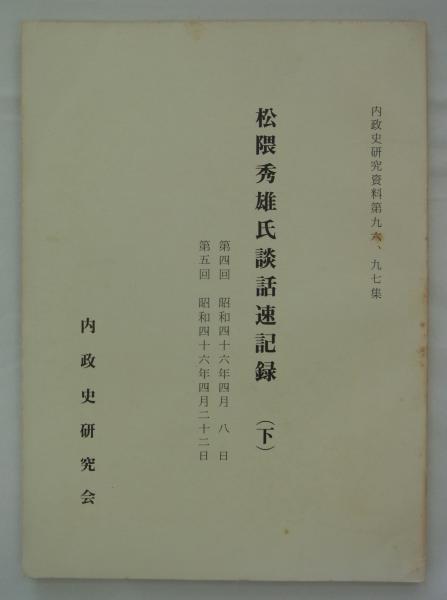 内政史研究資料第九六、九七集
松隈秀雄氏談話速記録（下）
第四回 昭和四十六年四月 八 日
第五回 昭和四十六年四月二十二日
内政史研究会